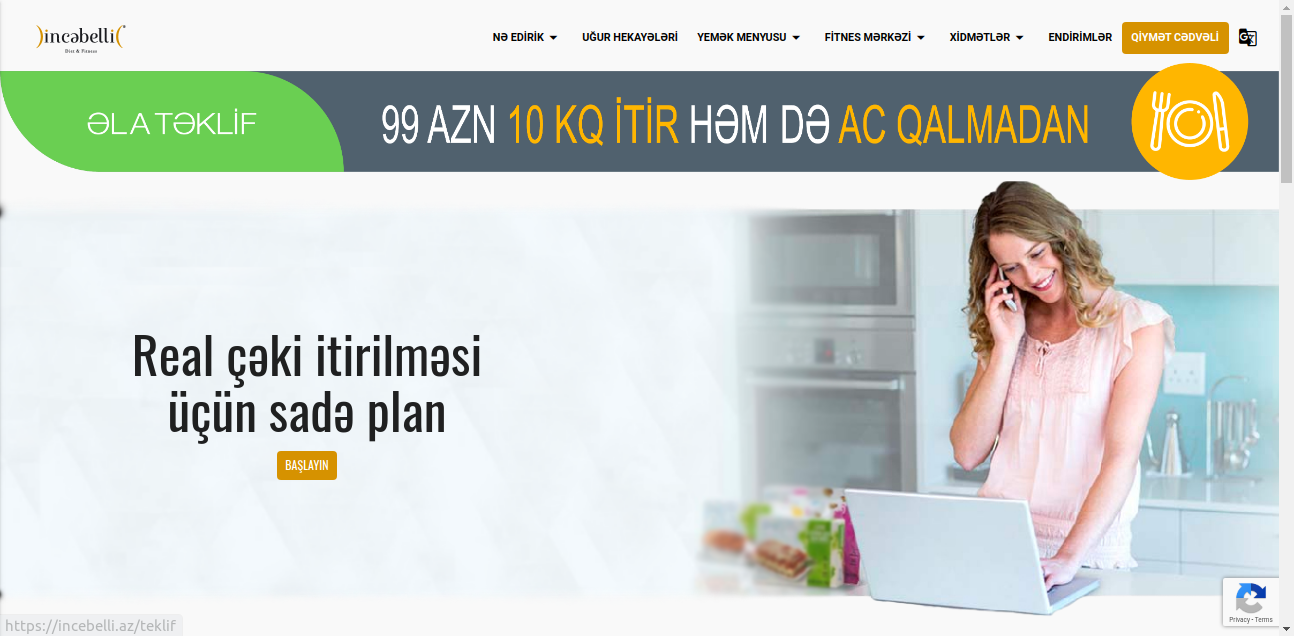 )incəbelli(
Diet & Fitness
NƏ EDİRİK
UĞUR HEKAYƏLƏRİ
YEMƏK MENYUSU
FİTNES MƏRKƏZİ
XİDMƏTLƏR
ENDİRİMLƏR
QİYMƏT CƏDVƏLİ
ƏLA TƏKLİF
99 AZN 10 KQ İTİR HƏM DƏ AC QALMADAN
Real çəki itirilməsi
üçün sadə plan
BAŞLAYIN
Privacy - Terms
https://incebelli.az/teklif